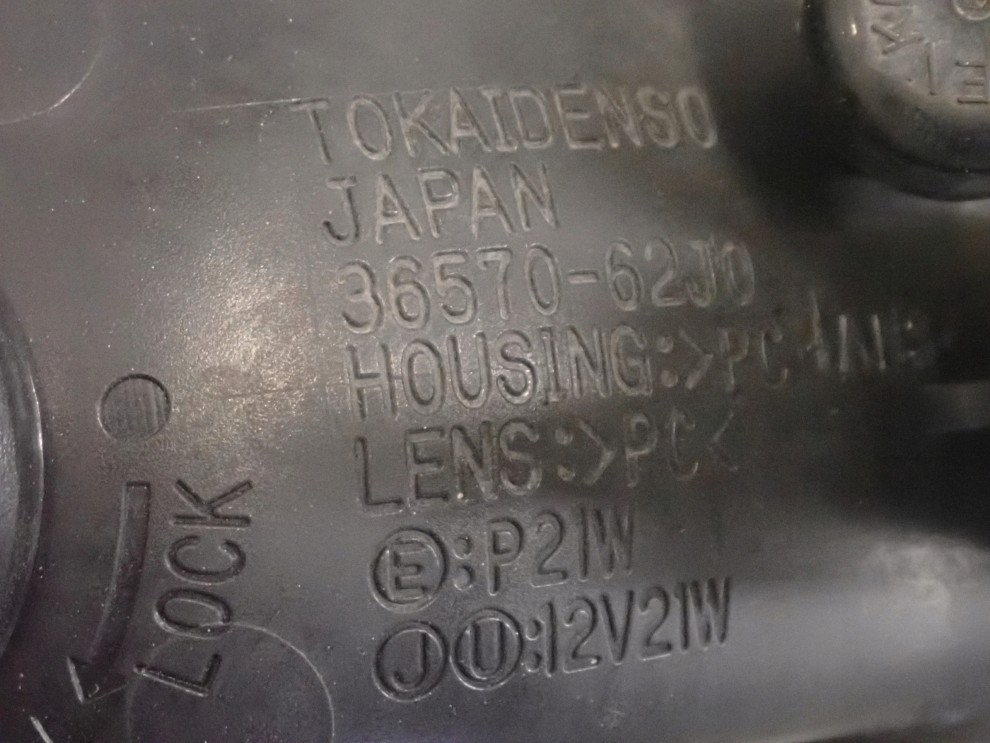 TOKAIDENSO
JAPAN
36570-62J0
HOUSING:>PC
LENS:>PC<
Ⓔ:P21W
ⒿⓊ:12V21W
LOCK